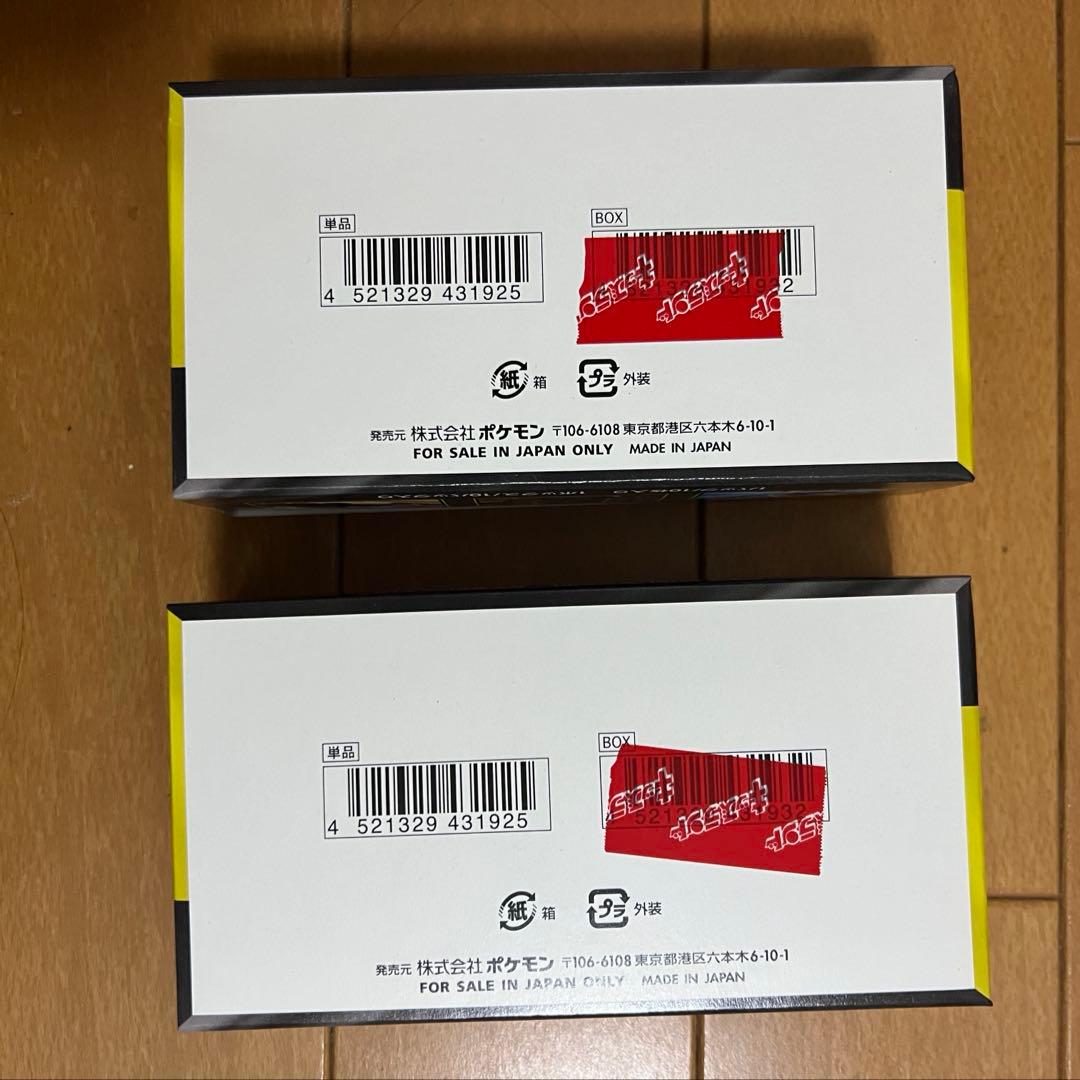 単品
BOX
4 521329 431925
紙 箱
プラ 外装
発売元 株式会社 ポケモン 〒106-6108 東京都港区六本木6-10-1
FOR SALE IN JAPAN ONLY MADE IN JAPAN
単品
BOX
4 521329 431925
紙 箱
プラ 外装
発売元 株式会社 ポケモン 〒106-6108 東京都港区六本木6-10-1
FOR SALE IN JAPAN ONLY MADE IN JAPAN